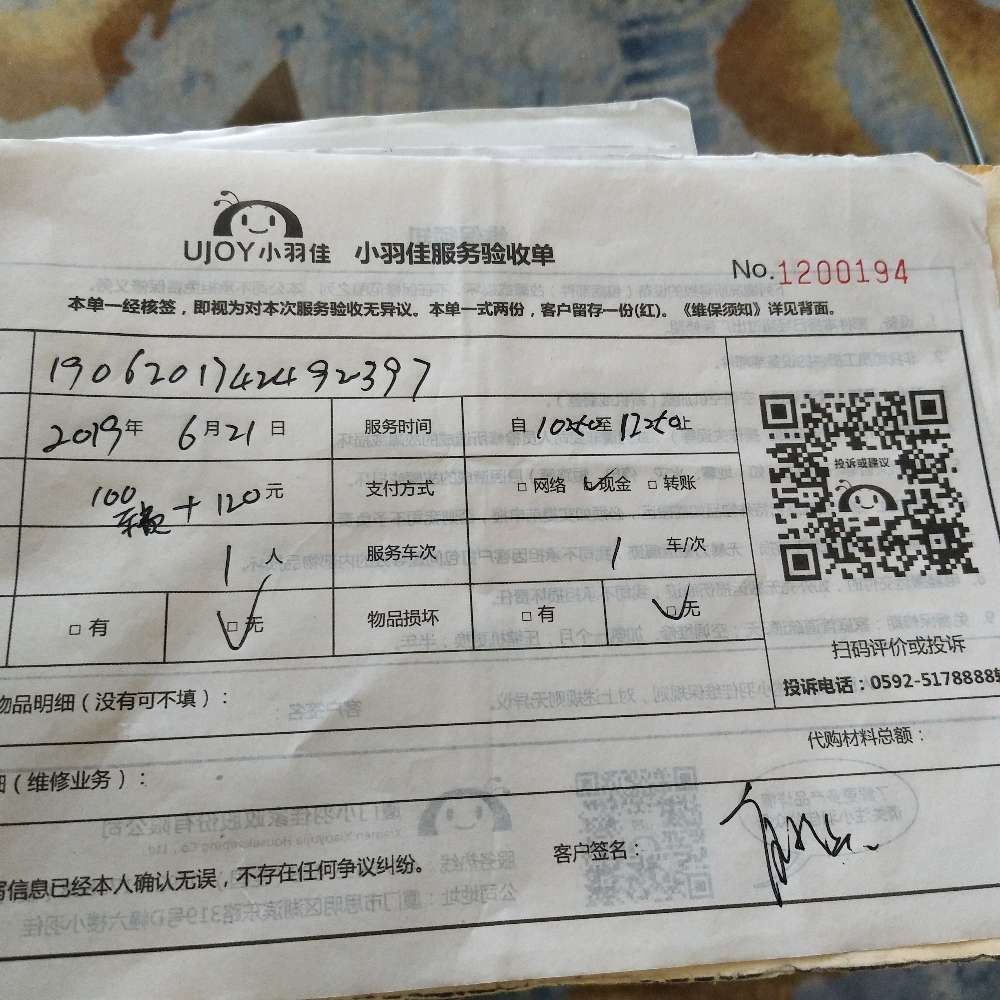 UJOY小羽佳 小羽佳服务验收单
No.1200194
本单一经核签，即视为对本次服务验收无异议。本单一式两份，客户留存一份(红)。《维保须知》详见背面。
190620174249 2397
2019年 6月21日 服务时间 自 至 止
100 + 120元 支付方式 □网络 □现金 □转账
1人 服务车次 1 车/次
□有 □无 物品损坏 □有 □无
投诉或建议
扫码评价或投诉
投诉电话：0592-5178888
物品明细（没有可不填）：
代购材料总额：
（维修业务）：
客户签名：
写信息已经本人确认无误，不存在任何争议纠纷。